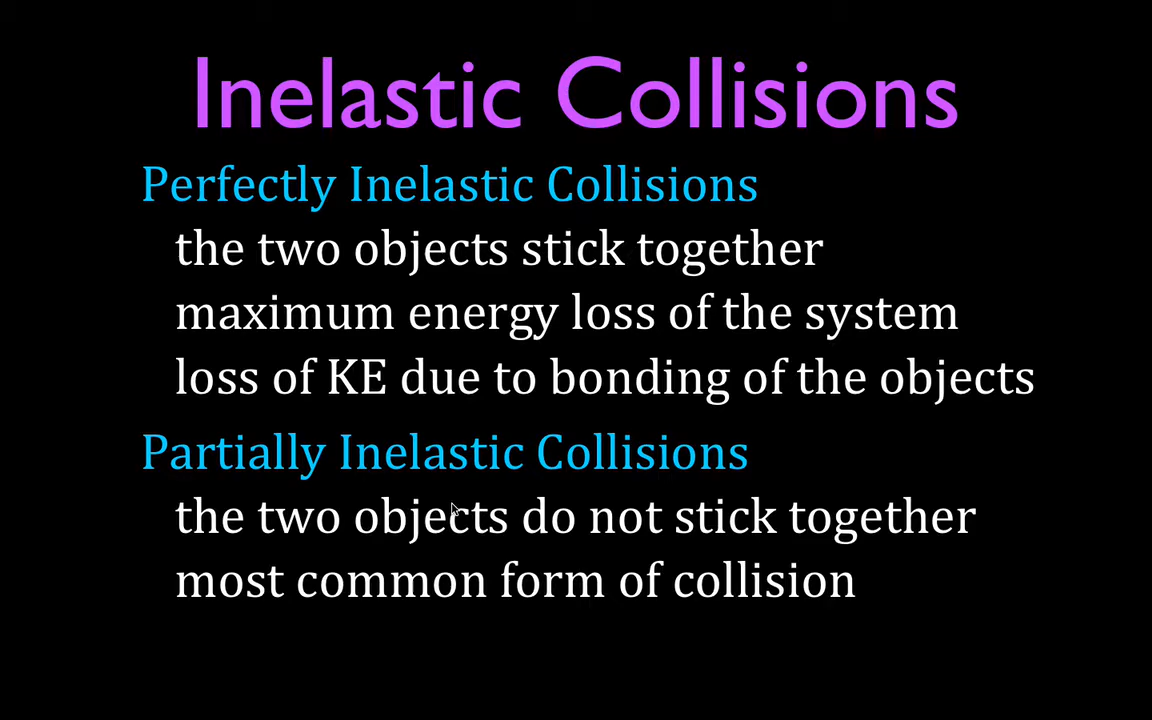 Inelastic Collisions
Perfectly Inelastic Collisions
the two objects stick together
maximum energy loss of the system
loss of KE due to bonding of the objects
Partially Inelastic Collisions
the two objects do not stick together
most common form of collision